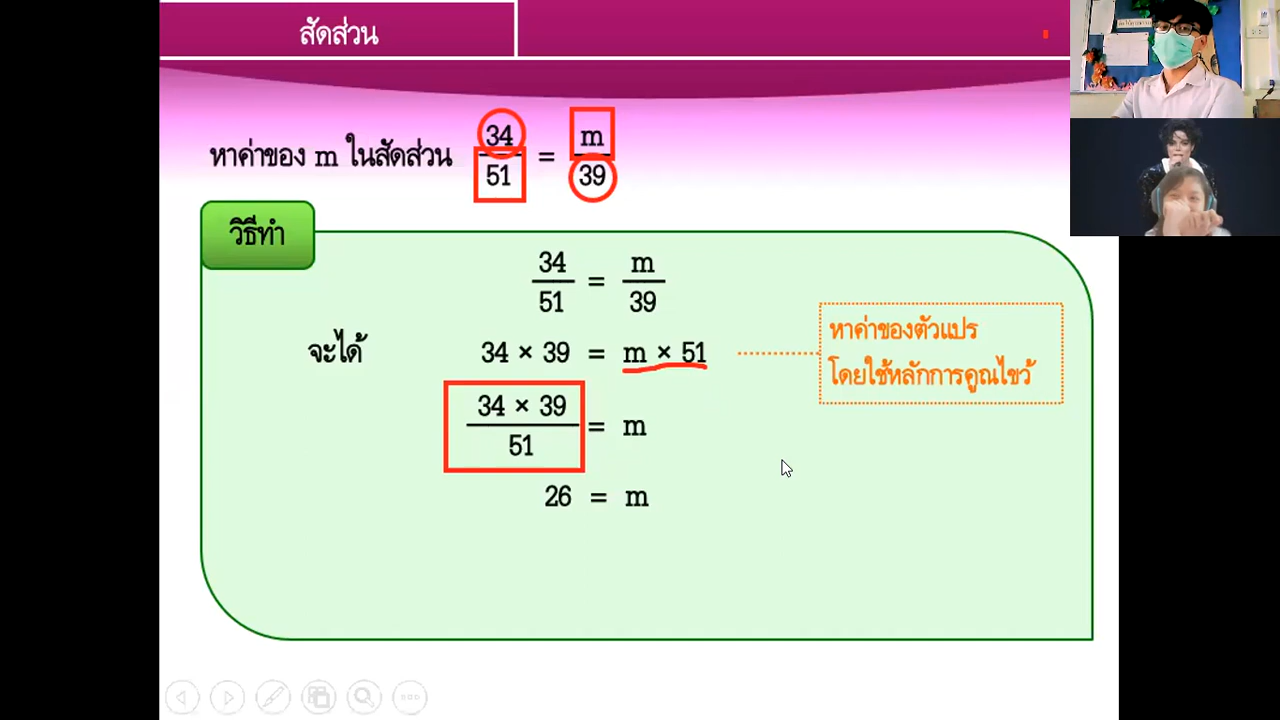 สัดส่วน
หาค่าของ m ในสัดส่วน 34/51 = m/39
วิธีทำ
34/51 = m/39
จะได้ 34 × 39 = m × 51
หาค่าของตัวแปร
โดยใช้หลักการคูณไขว้
34 × 39/51 = m
26 = m